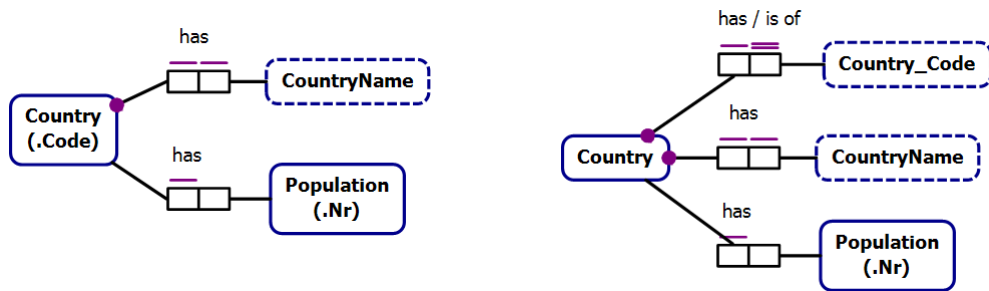 has
CountryName
Country
(.Code)
has
Population
(.Nr)
has / is of
Country_Code
has
Country
CountryName
has
Population
(.Nr)